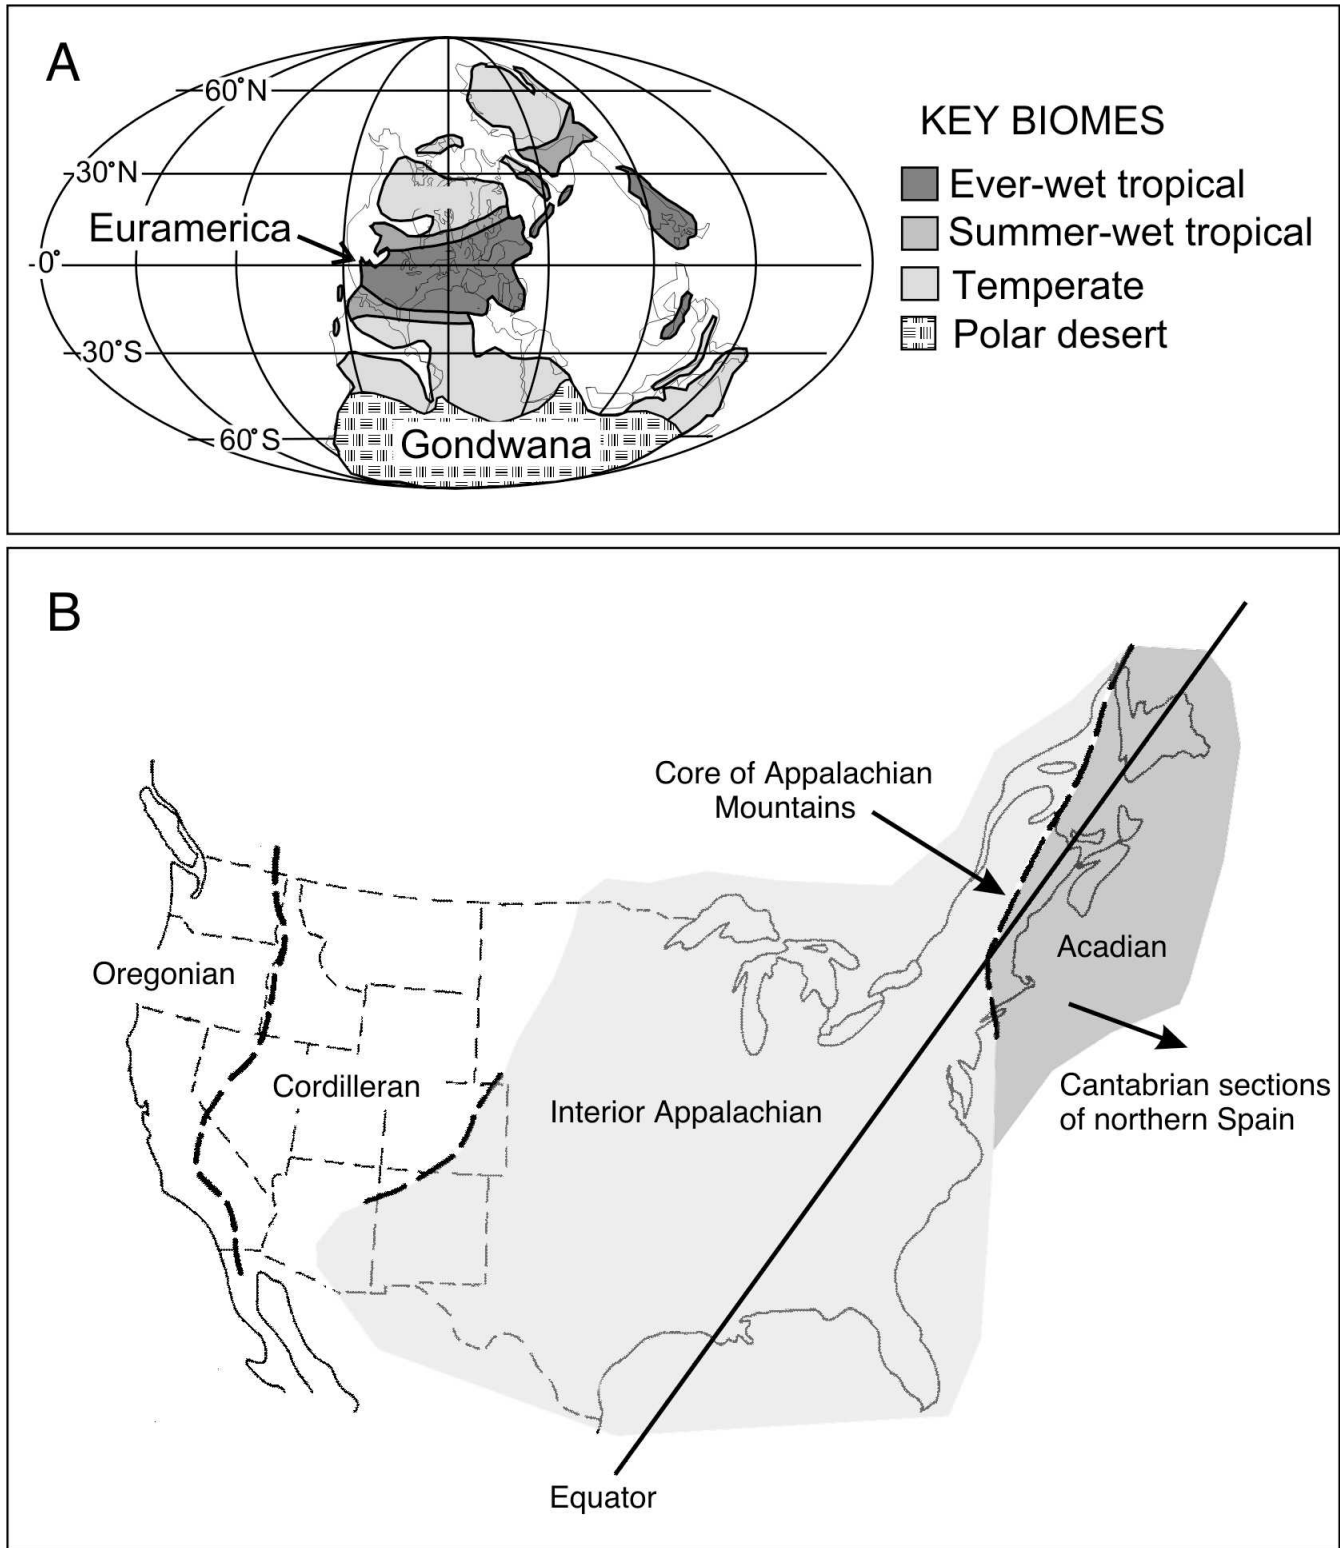 A
60°N
30°N
Euramerica
0°
30°S
60°S
Gondwana
KEY BIOMES
Ever-wet tropical
Summer-wet tropical
Temperate
Polar desert
B
Core of Appalachian
Mountains
Oregonian
Acadian
Cordilleran
Interior Appalachian
Cantabrian sections
of northern Spain
Equator